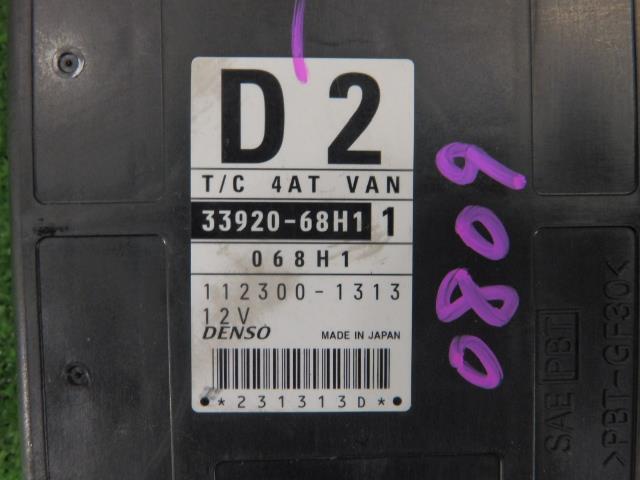 D 2
T/C 4AT VAN
33920-68H1 1
068H1
112300-1313
12V
DENSO MADE IN JAPAN
*231313D*
0809
SAE PBT
>PBT-GF30<